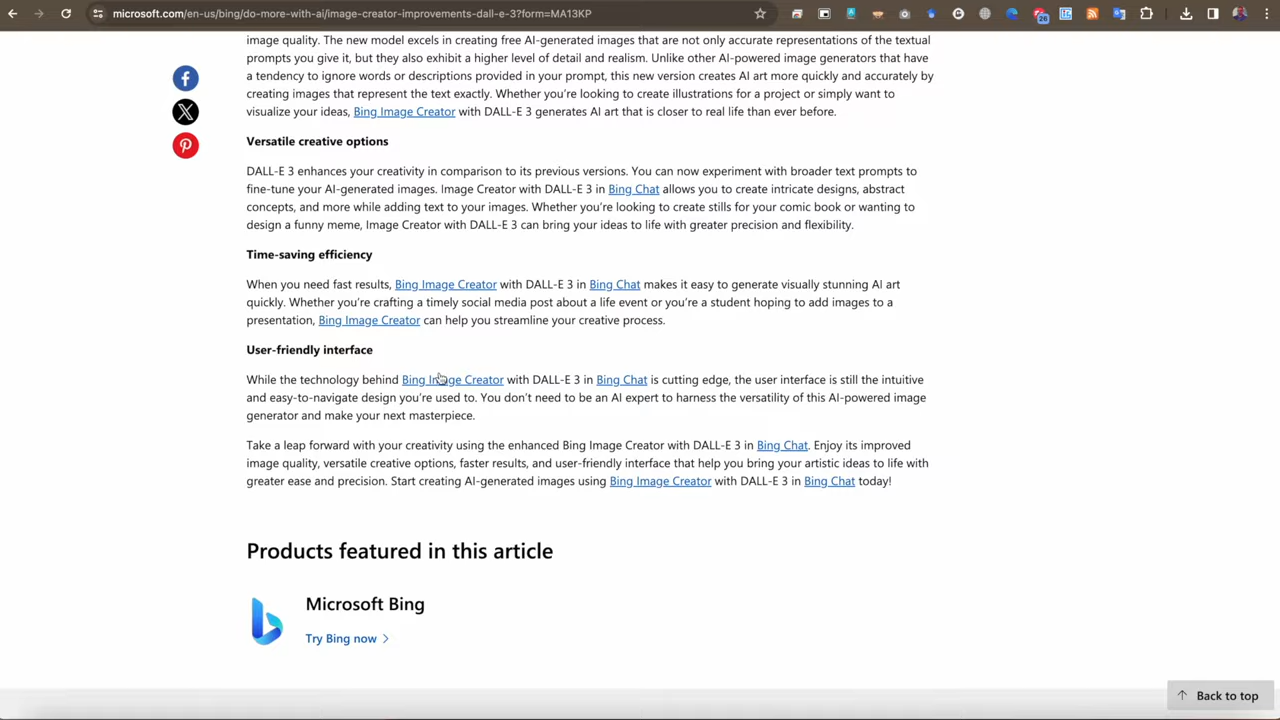 microsoft.com/en-us/bing/do-more-with-ai/image-creator-improvements-dall-e-3?form=MA13KP
26
image quality. The new model excels in creating free AI-generated images that are not only accurate representations of the textual
prompts you give it, but they also exhibit a higher level of detail and realism. Unlike other AI-powered image generators that have
a tendency to ignore words or descriptions provided in your prompt, this new version creates AI art more quickly and accurately by
creating images that represent the text exactly. Whether you're looking to create illustrations for a project or simply want to
visualize your ideas, Bing Image Creator with DALL-E 3 generates AI art that is closer to real life than ever before.
Versatile creative options
DALL-E 3 enhances your creativity in comparison to its previous versions. You can now experiment with broader text prompts to
fine-tune your AI-generated images. Image Creator with DALL-E 3 in Bing Chat allows you to create intricate designs, abstract
concepts, and more while adding text to your images. Whether you're looking to create stills for your comic book or wanting to
design a funny meme, Image Creator with DALL-E 3 can bring your ideas to life with greater precision and flexibility.
Time-saving efficiency
When you need fast results, Bing Image Creator with DALL-E 3 in Bing Chat makes it easy to generate visually stunning AI art
quickly. Whether you're crafting a timely social media post about a life event or you're a student hoping to add images to a
presentation, Bing Image Creator can help you streamline your creative process.
User-friendly interface
While the technology behind Bing Image Creator with DALL-E 3 in Bing Chat is cutting edge, the user interface is still the intuitive
and easy-to-navigate design you're used to. You don't need to be an AI expert to harness the versatility of this AI-powered image
generator and make your next masterpiece.
Take a leap forward with your creativity using the enhanced Bing Image Creator with DALL-E 3 in Bing Chat. Enjoy its improved
image quality, versatile creative options, faster results, and user-friendly interface that help you bring your artistic ideas to life with
greater ease and precision. Start creating AI-generated images using Bing Image Creator with DALL-E 3 in Bing Chat today!
Products featured in this article
Microsoft Bing
Try Bing now
Back to top